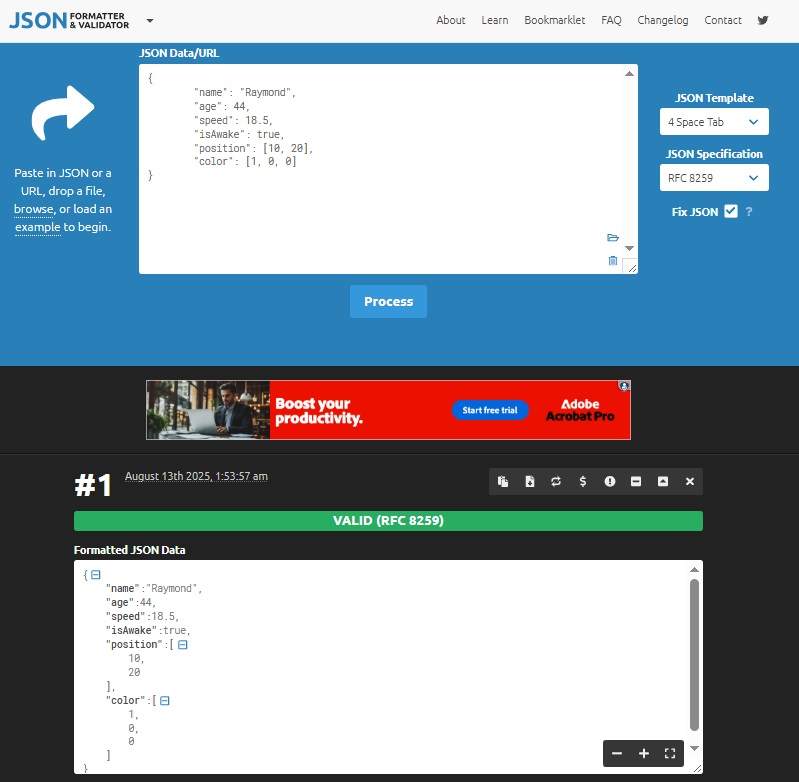 JSON FORMATTER & VALIDATOR
About Learn Bookmarklet FAQ Changelog Contact
JSON Data/URL
{
"name": "Raymond",
"age": 44,
"speed": 18.5,
"isAwake": true,
"position": [10, 20],
"color": [1, 0, 0]
}
Paste in JSON or a
URL, drop a file,
browse, or load an
example to begin.
JSON Template
4 Space Tab
JSON Specification
RFC 8259
Fix JSON ?
Process
Boost your
productivity.
Start free trial
Adobe
Acrobat Pro
#1 August 13th 2025, 1:53:57 am
VALID (RFC 8259)
Formatted JSON Data
{
"name":"Raymond",
"age":44,
"speed":18.5,
"isAwake":true,
"position":[
10,
20
],
"color":[
1,
0,
0
]
}